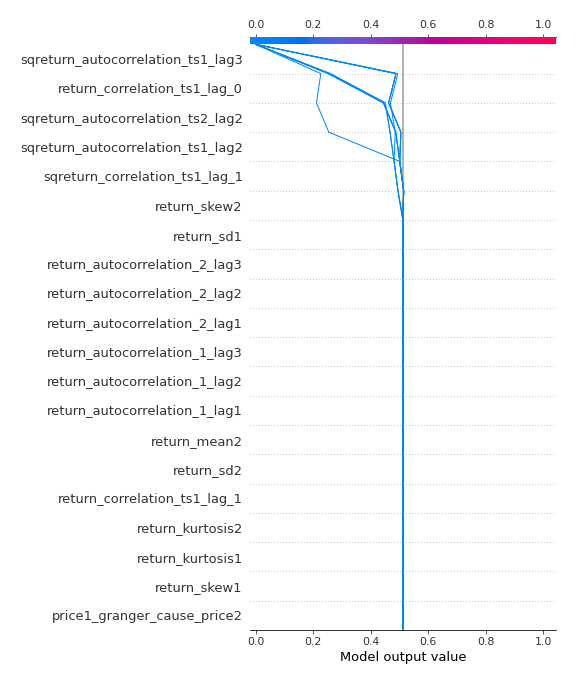 0.0 0.2 0.4 0.6 0.8 1.0
sqreturn_autocorrelation_ts1_lag3
return_correlation_ts1_lag_0
sqreturn_autocorrelation_ts2_lag2
sqreturn_autocorrelation_ts1_lag2
sqreturn_correlation_ts1_lag_1
return_skew2
return_sd1
return_autocorrelation_2_lag3
return_autocorrelation_2_lag2
return_autocorrelation_2_lag1
return_autocorrelation_1_lag3
return_autocorrelation_1_lag2
return_autocorrelation_1_lag1
return_mean2
return_sd2
return_correlation_ts1_lag_1
return_kurtosis2
return_kurtosis1
return_skew1
price1_granger_cause_price2
0.0 0.2 0.4 0.6 0.8 1.0
Model output value